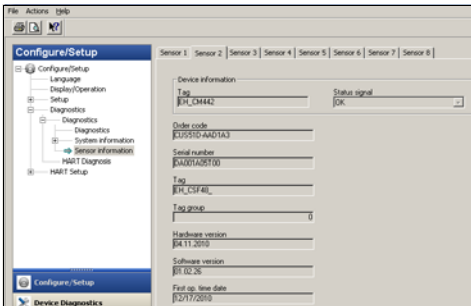 File Actions Help
Configure/Setup
Sensor 1 Sensor 2 Sensor 3 Sensor 4 Sensor 5 Sensor 6 Sensor 7 Sensor 8
Configure/Setup
Language
Display/Operation
Setup
Diagnostics
Diagnostics
Diagnostics
System information
Sensor information
HART Diagnosis
HART Setup
Device information
Tag
EH_CM442
Status signal
OK
Order code
CUS51D-AAD1A3
Serial number
DA001A05T00
Tag
EH_CSF48_
Tag group
0
Hardware version
04.11.2010
Software version
01.02.26
First op. time date
12/17/2010
Configure/Setup
Device Diagnostics